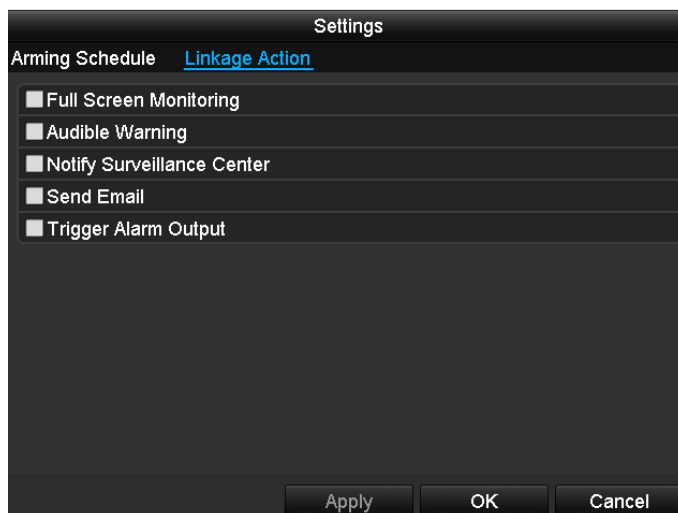 Settings
Arming Schedule Linkage Action
Full Screen Monitoring
Audible Warning
Notify Surveillance Center
Send Email
Trigger Alarm Output
Apply OK Cancel